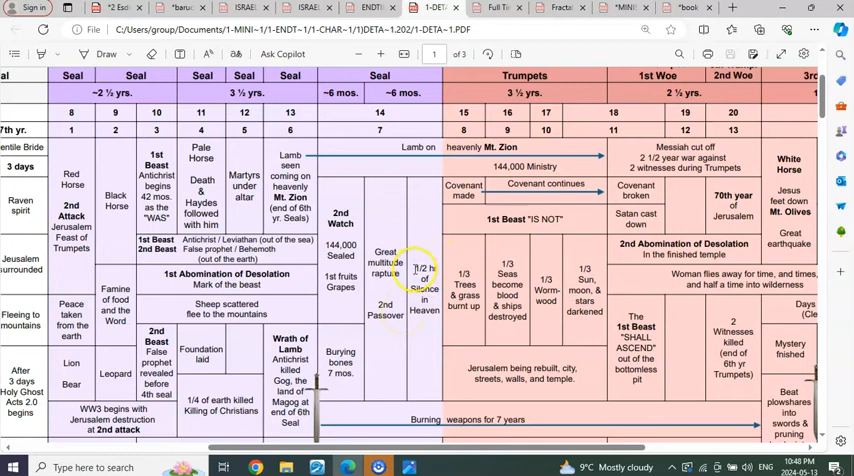 Sign in
*2 Esdr
*baruc
ISRAEL
ISRAEL
ENDTIN
1-DETA
Full Tim
Fractal
*MINIS
*book
File
C:/Users/group/Documents/1-MINI~1/ENDT~1/1-CHAR~1/1)DETA~1.202/1-DETA~1.PDF
Draw
Ask Copilot
1 of 3
al
Seal
Seal
Seal
Seal
Trumpets
1st Woe
2nd Woe
3rd
~2 ½ yrs.
3 ½ yrs.
~6 mos.
~6 mos.
3 ½ yrs.
2 ½ yrs.
8
9
10
11
12
13
14
15
16
17
18
19
20
7th yr.
1
2
3
4
5
6
7
8
9
10
11
12
13
entile Bride
3 days
Raven
spirit
Jerusalem
surrounded
Fleeing to
mountains
After
3 days
Holy Ghost
Acts 2.0
begins
Red
Horse
2nd
Attack
Jerusalem
Feast of
Trumpets
Peace
taken from
the earth
Lion
Bear
WW3 begins with
Jerusalem destruction
at 2nd attack
Black
Horse
Famine
of food
and the
Word
Leopard
1st
Beast
Antichrist
begins
42 mos.
as the
"WAS"
1st Beast
2nd Beast
Antichrist / Leviathan (out of the sea)
False prophet / Behemoth
(out of the earth)
1st Abomination of Desolation
Mark of the beast
Sheep scattered
flee to the mountains
2nd
Beast
False
prophet
revealed
before
4th seal
Pale
Horse
Death
&
Haydes
followed
with him
Foundation
laid
1/4 of earth killed
Killing of Christians
Martyrs
under
altar
Lamb
seen
coming on
heavenly
Mt. Zion
(end of 6th
yr. Seals)
Wrath of
Lamb
Antichrist
killed
Gog, the
land of
Magog at
end of 6th
Seal
Lamb on heavenly Mt. Zion
144,000 Ministry
2nd
Watch
144,000
Sealed
1st fruits
Grapes
Burying
bones
7 mos.
Great
multitude
rapture
2nd
Passover
1/2 hr
of
Silence
in
Heaven
Burning weapons for 7 years
Covenant
made
Covenant continues
1st Beast "IS NOT"
1/3
Trees
& grass
burnt up
1/3
Seas
become
blood
& ships
destroyed
1/3
Worm-
wood
1/3
Sun,
moon, &
stars
darkened
Jerusalem being rebuilt, city,
streets, walls, and temple.
Messiah cut off
2 1/2 year war against
2 witnesses during Trumpets
Covenant
broken
Satan cast
down
70th year
of
Jerusalem
2nd Abomination of Desolation
In the finished temple
Woman flies away for time, and times,
and half a time into wilderness
The
1st Beast
"SHALL
ASCEND"
out of the
bottomless
pit
2
Witnesses
killed
(end of
6th yr
Trumpets)
White
Horse
Jesus
feet down
Mt. Olives
Great
earthquake
Days
(Cle
Mystery
fnished
Beat
plowshares
into
swords &
pruning
Type here to search
9°C Mostly cloudy
10:48 PM
2024-05-13